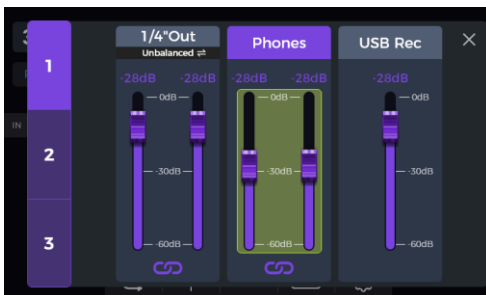 1/4"Out
Unbalanced ⇌
Phones
USB Rec
1
2
3
-28dB -28dB
-28dB -28dB
-28dB
0dB
-30dB
-60dB
0dB
-30dB
-60dB
0dB
-30dB
-60dB
IN